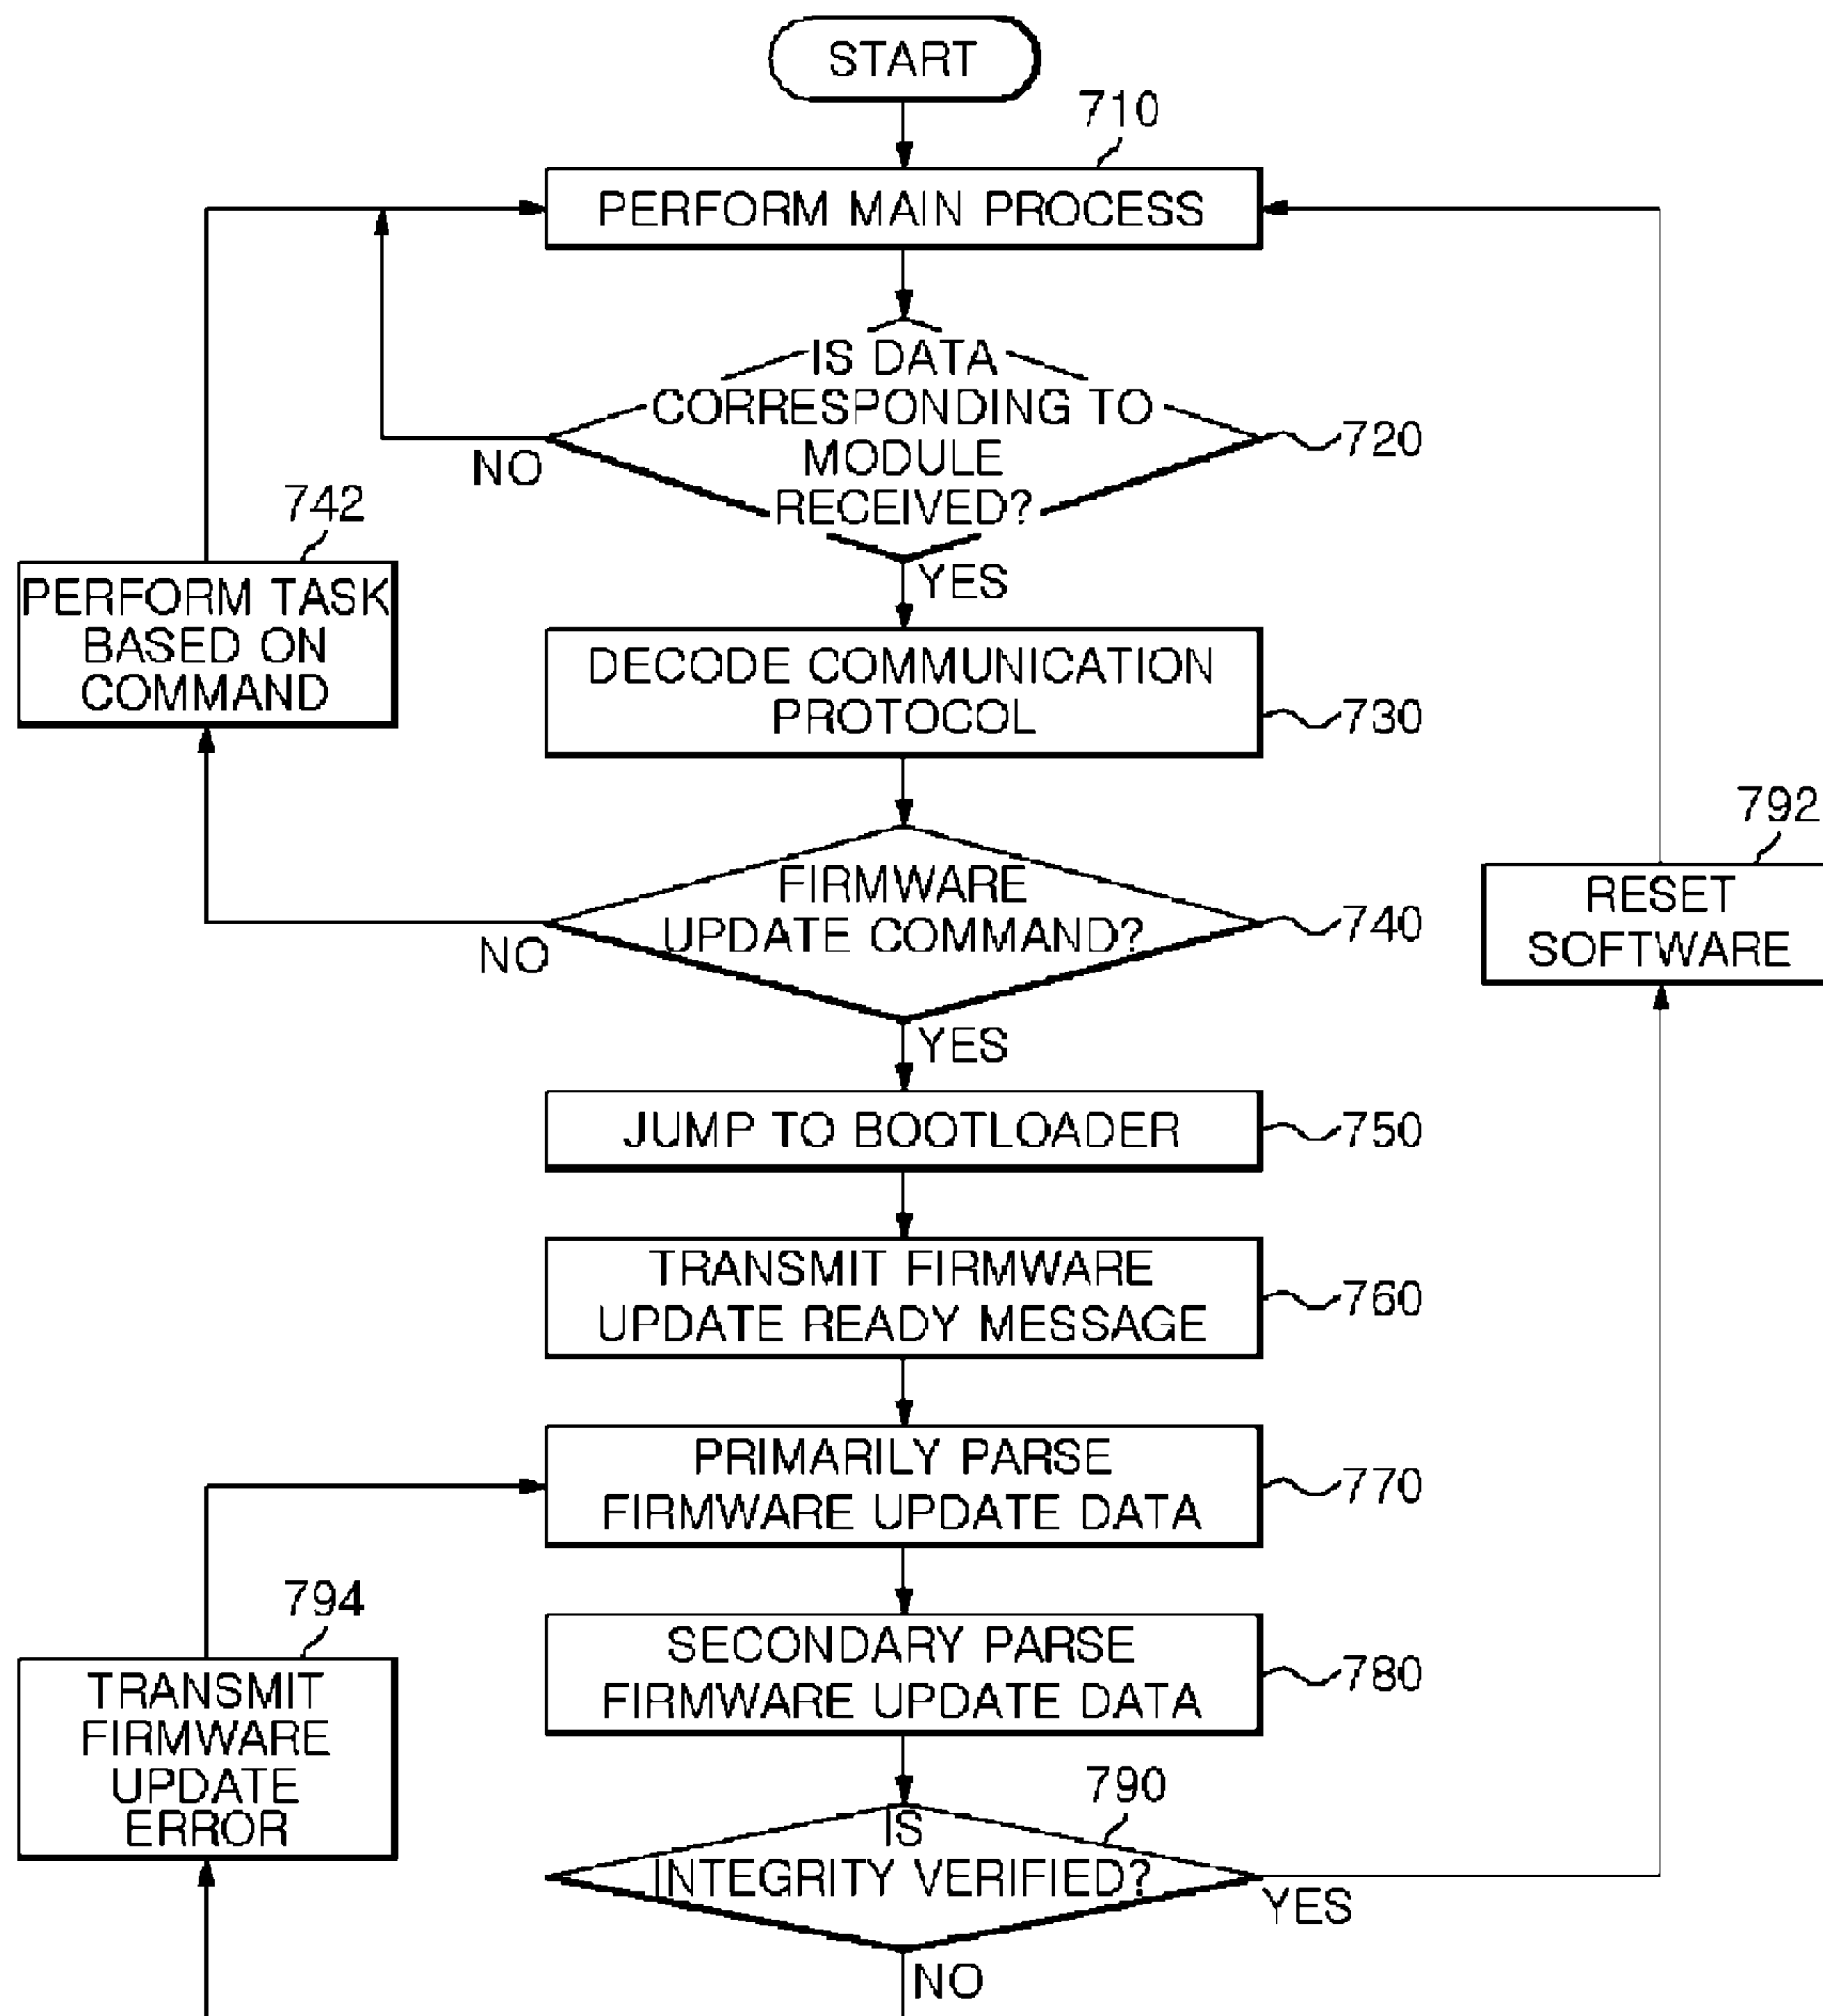 START
710
PERFORM MAIN PROCESS
IS DATA
CORRESPONDING TO
MODULE
RECEIVED?
720
NO
YES
742
PERFORM TASK
BASED ON
COMMAND
DECODE COMMUNICATION
PROTOCOL
730
792
RESET
SOFTWARE
FIRMWARE
UPDATE COMMAND?
740
NO
YES
JUMP TO BOOTLOADER
750
TRANSMIT FIRMWARE
UPDATE READY MESSAGE
760
PRIMARILY PARSE
FIRMWARE UPDATE DATA
770
794
TRANSMIT
FIRMWARE
UPDATE
ERROR
SECONDARY PARSE
FIRMWARE UPDATE DATA
780
790
IS
INTEGRITY VERIFIED?
YES
NO